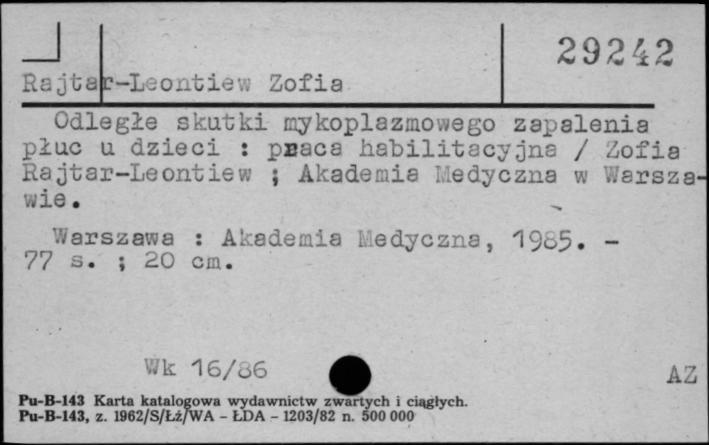 29242
Rajtar-Leontiew Zofia
Odległe skutki mykoplazmowego zapalenia
płuc u dzieci : praca habilitacyjna / Zofia
Rajtar-Leontiew ; Akademia Medyczna w Warsza-
wie.
Warszawa : Akademia Medyczna, 1985. -
77 s. ; 20 cm.
Wk 16/86
AZ
Pu-B-143 Karta katalogowa wydawnictw zwartych i ciągłych.
Pu-B-143, z. 1962/S/Łź/WA - ŁDA - 1203/82 n. 500 000